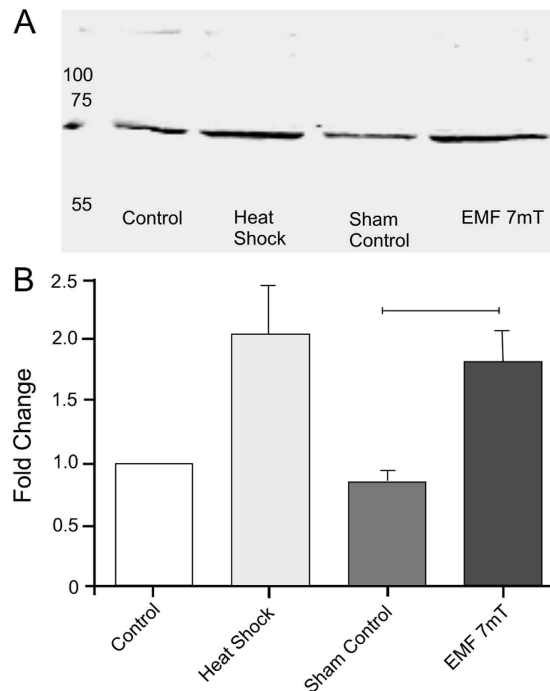 A
100
75
55
Control
Heat
Shock
Sham
Control
EMF 7mT
B
Fold Change
2.5
2.0
1.5
1.0
0.5
0
Control
Heat Shock
Sham Control
EMF 7mT